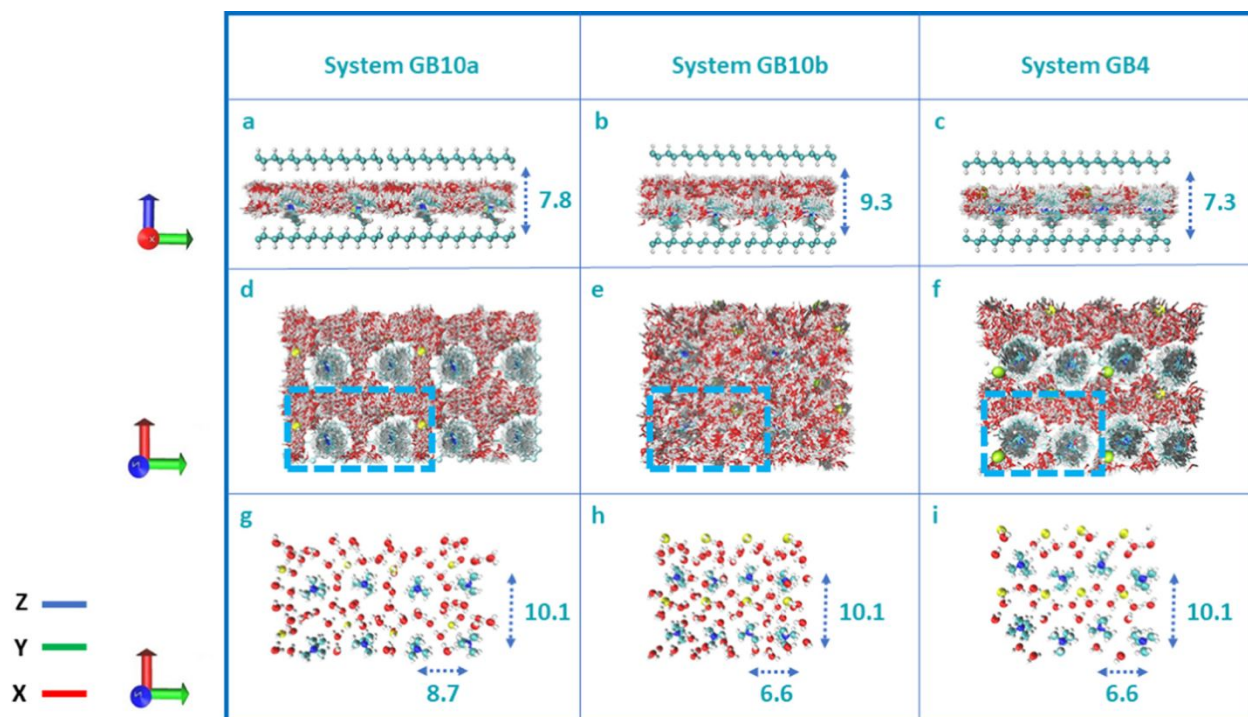 System GB10a
System GB10b
System GB4
a
7.8
b
9.3
c
7.3
X
d
e
f
g
10.1
8.7
h
10.1
6.6
i
10.1
6.6
Z
Y
X